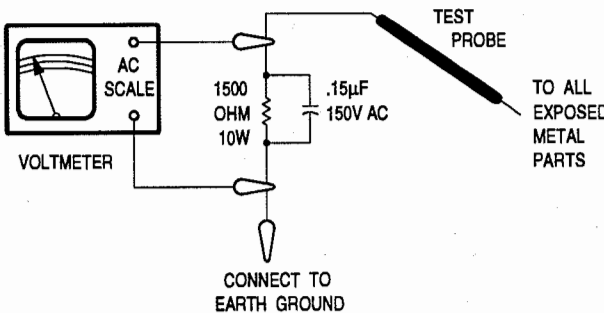 TEST
PROBE
AC
SCALE
VOLTMETER
1500
OHM
10W
.15µF
150V AC
TO ALL
EXPOSED
METAL
PARTS
CONNECT TO
EARTH GROUND